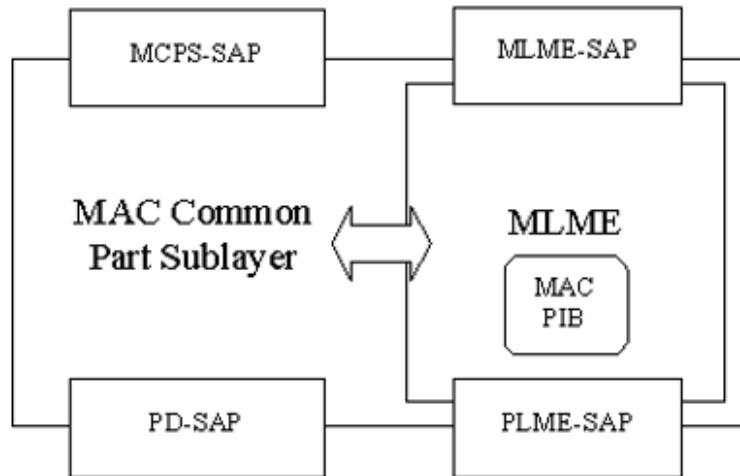 MCPS-SAP
MLME-SAP
MAC Common
Part Sublayer
MLME
MAC
PIB
PD-SAP
PLME-SAP